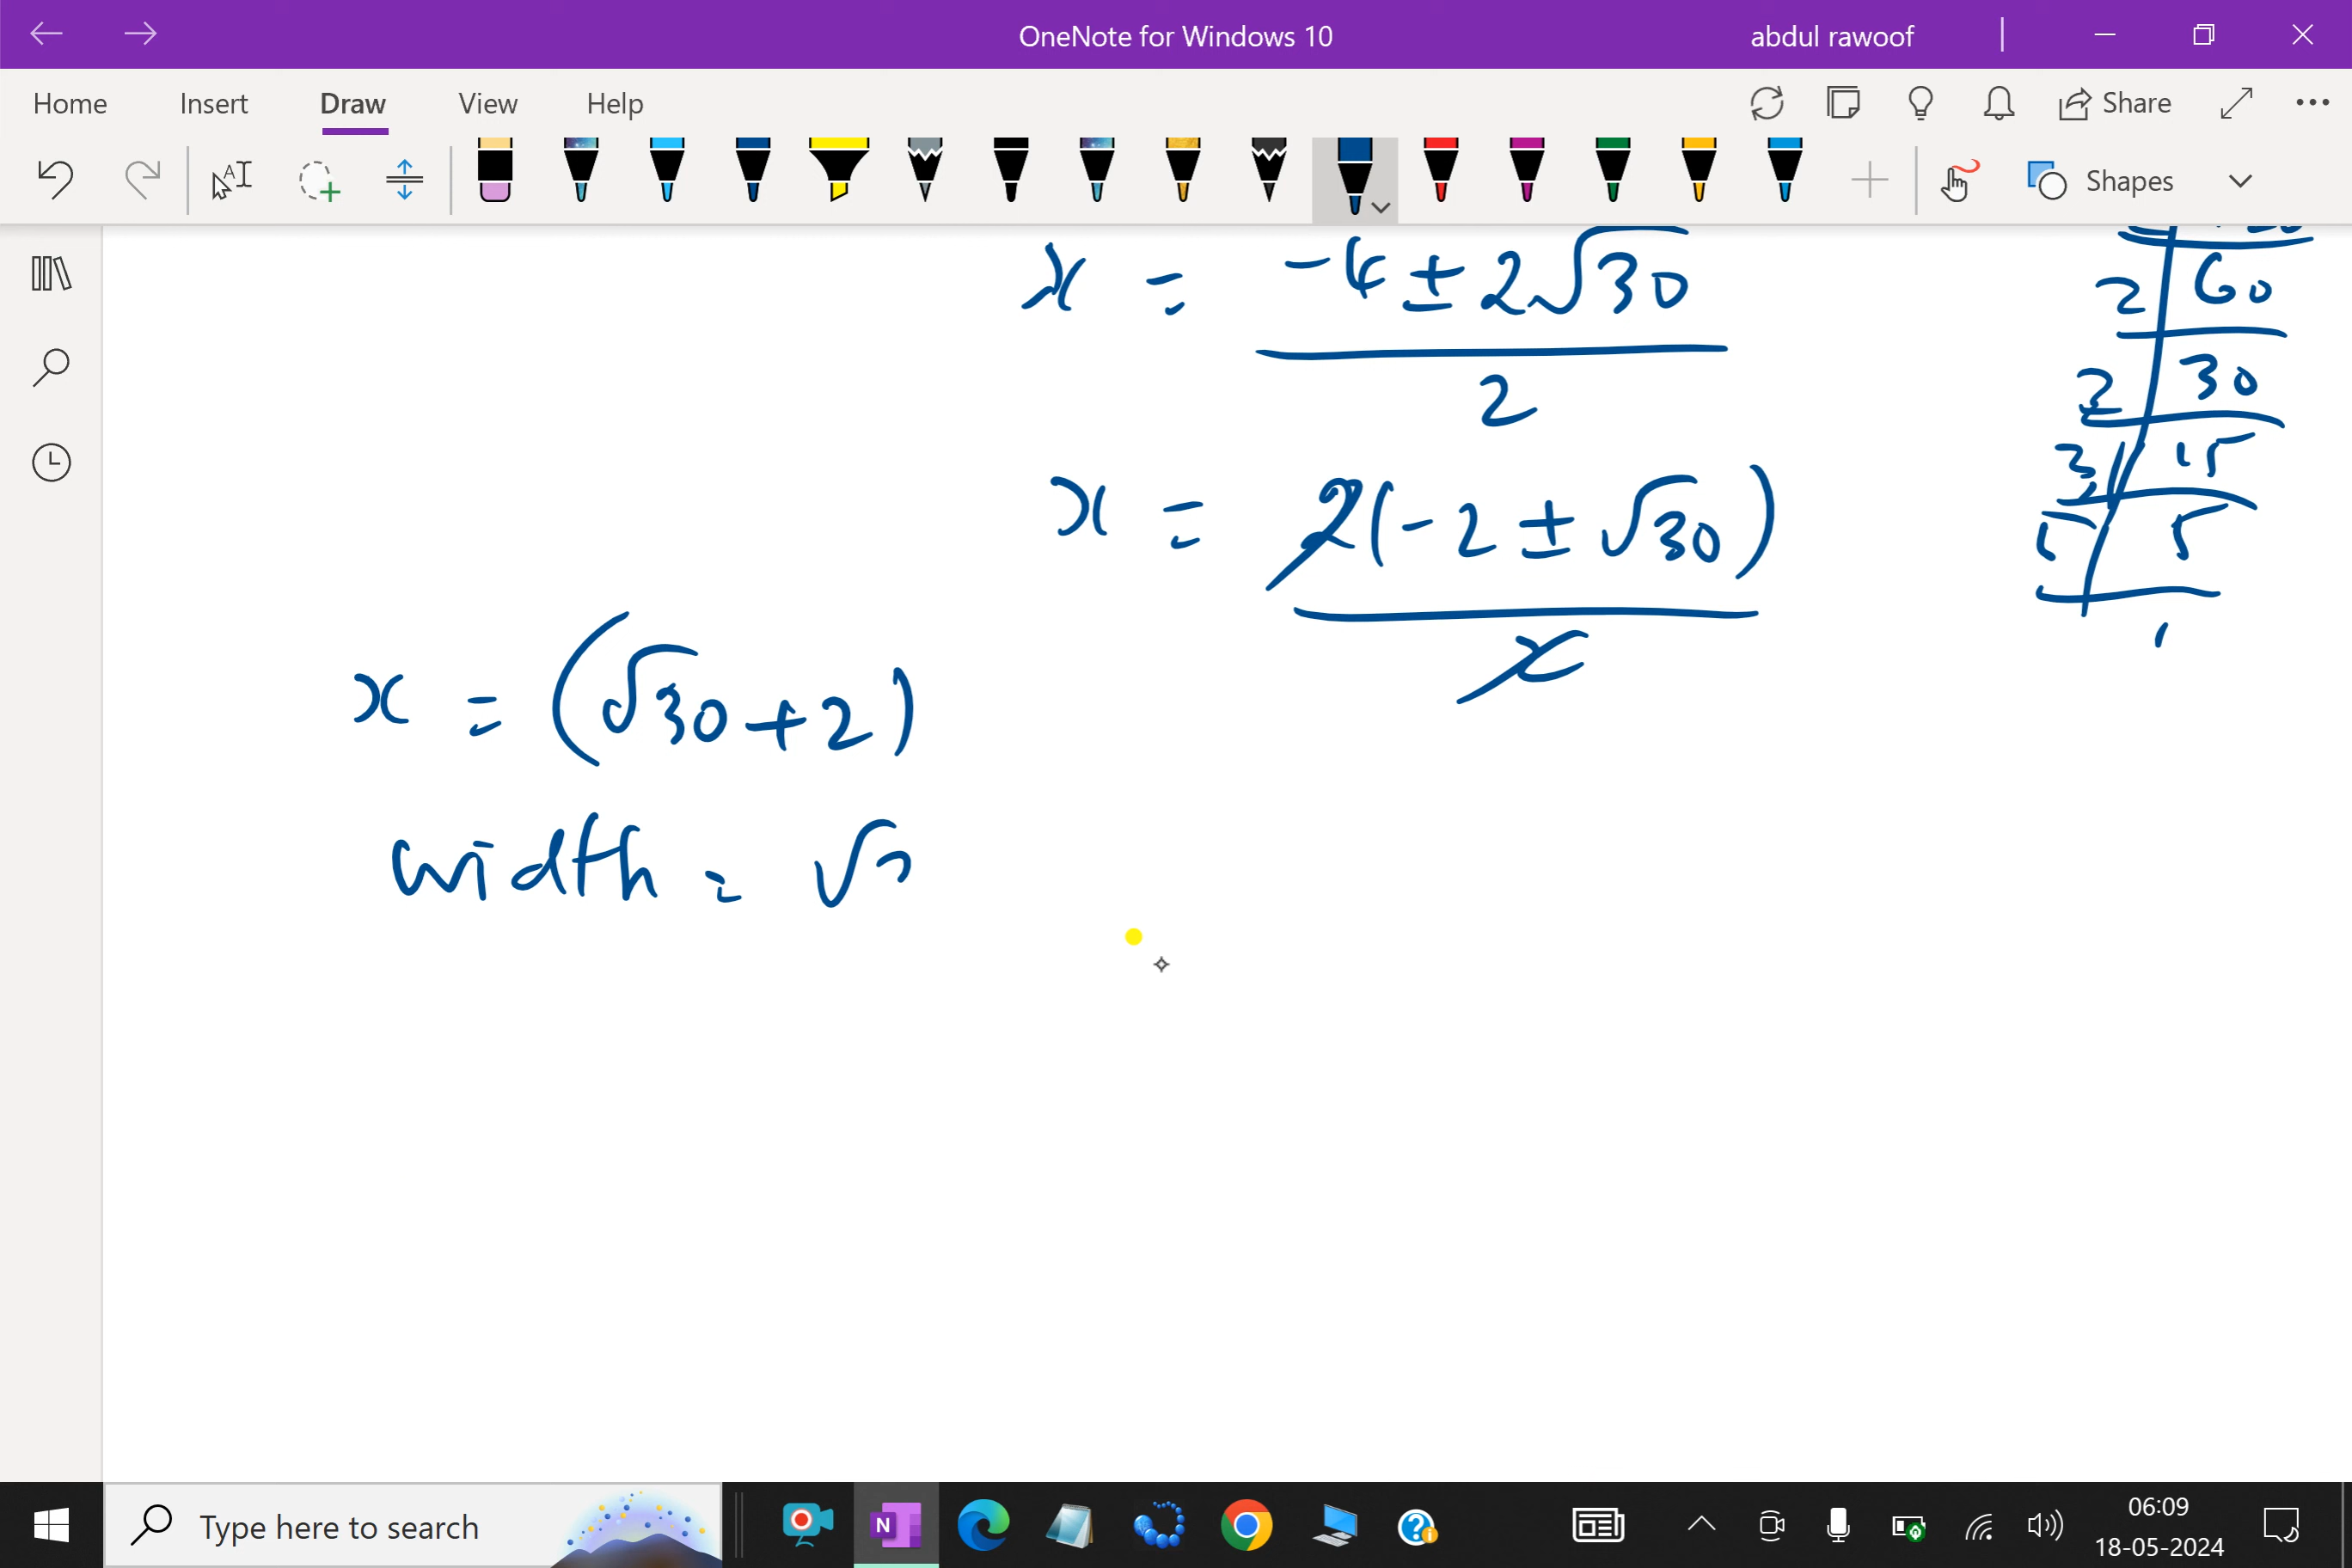 OneNote for Windows 10
abdul rawoof
Home Insert Draw View Help
Share
Shapes
x = -4 ± 2√30
2
x = 2(-2 ± √30)
2
2 60
2 30
3 15
5 5
1
x = (√30 + 2)
width = √
Type here to search
06:09
18-05-2024